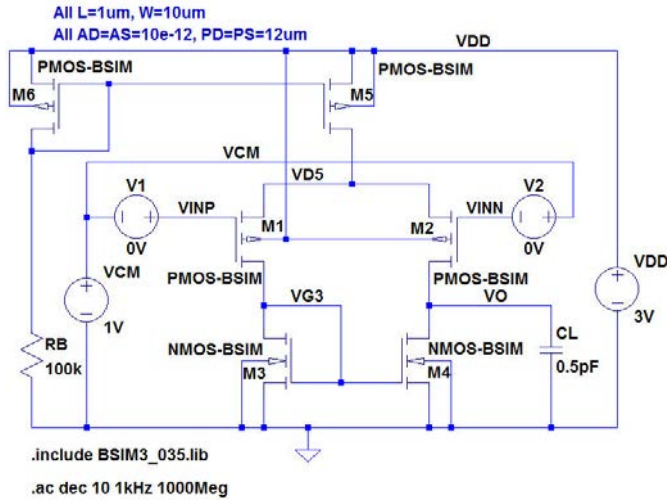 All L=1um, W=10um
All AD=AS=10e-12, PD=PS=12um
VDD
PMOS-BSIM
PMOS-BSIM
M6
M5
VCM
V1
VD5
V2
VINP
VINN
M1
M2
0V
0V
VCM
PMOS-BSIM
PMOS-BSIM
VDD
VG3
VO
1V
3V
RB
NMOS-BSIM
NMOS-BSIM
CL
100k
M3
M4
0.5pF
.include BSIM3_035.lib
.ac dec 10 1kHz 1000Meg